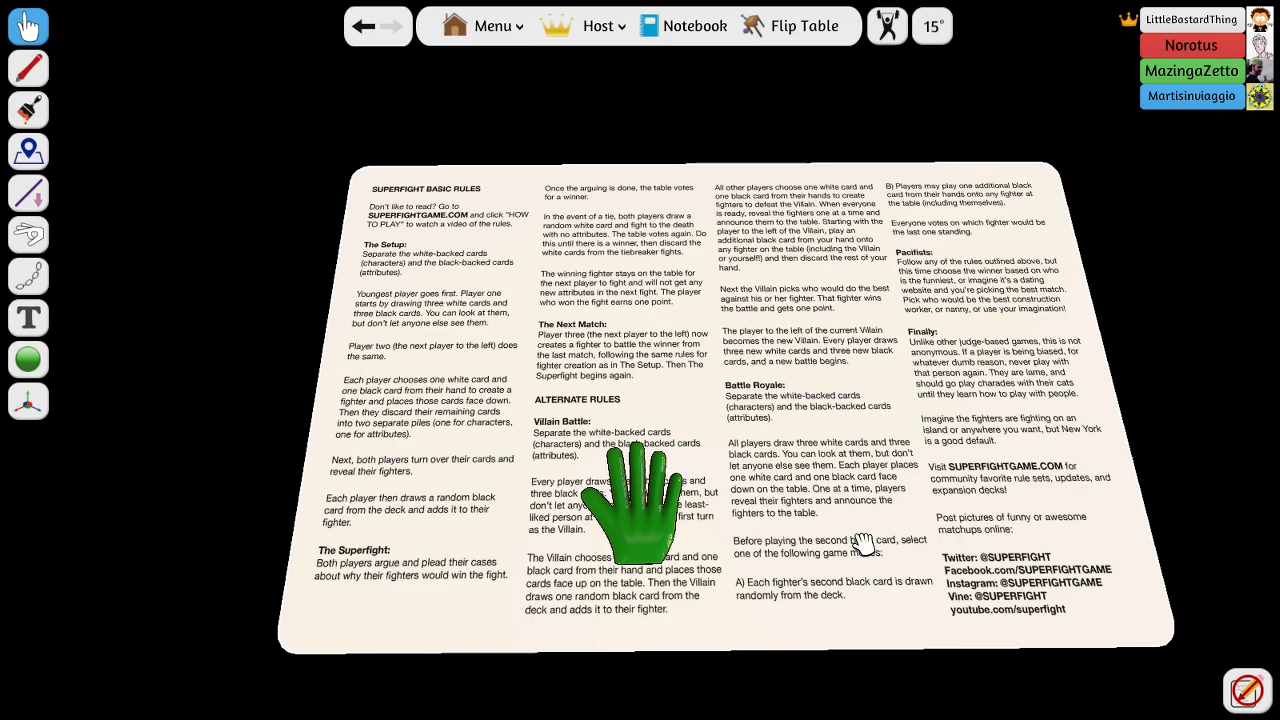 Menu
Host
Notebook
Flip Table
15°
LittleBastardThing
Norotus
MazingaZetto
Martisinviaggio
SUPERFIGHT BASIC RULES
Don't like to read? Go to
SUPERFIGHTGAME.COM and click "HOW
TO PLAY" to watch a video of the rules.
The Setup:
Separate the white-backed cards
(characters) and the black-backed cards
(attributes).
Youngest player goes first. Player one
starts by drawing three white cards and
three black cards. You can look at them,
but don't let anyone else see them.
Player two (the next player to the left) does
the same.
Each player chooses one white card and
one black card from their hand to create a
fighter and places those cards face down.
Then they discard their remaining cards
into two separate piles (one for characters,
one for attributes).
Next, both players turn over their cards and
reveal their fighters.
Each player then draws a random black
card from the deck and adds it to their
fighter.
The Superfight:
Both players argue and plead their cases
about why their fighters would win the fight.
Once the arguing is done, the table votes
for a winner.
In the event of a tie, both players draw a
random white card and fight to the death
with no attributes. The table votes again. Do
this until there is a winner, then discard the
white cards from the tiebreaker fights.
The winning fighter stays on the table for
the next player to fight and will not get any
new attributes in the next fight. The player
who won the fight earns one point.
The Next Match:
Player three (the next player to the left) now
creates a fighter to battle the winner from
the last match, following the same rules for
fighter creation as in The Setup. Then The
Superfight begins again.
ALTERNATE RULES
Villain Battle:
Separate the white-backed cards
(characters) and the black-backed cards
(attributes).
Every player draws and
three black them, but
don't let least-
liked person at first turn
as the Villain.
The Villain chooses card and one
black card from their hand and places those
cards face up on the table. Then the Villain
draws one random black card from the
deck and adds it to their fighter.
All other players choose one white card and
one black card from their hands to create
fighters to defeat the Villain. When everyone
is ready, reveal the fighters one at a time and
announce them to the table. Starting with the
player to the left of the Villain, play an
additional black card from your hand onto
any fighter on the table (including the Villain
or yourself!) and then discard the rest of your
hand.
Next the Villain picks who would do the best
against his or her fighter. That fighter wins
the battle and gets one point.
The player to the left of the current Villain
becomes the new Villain. Every player draws
three new white cards and three new black
cards, and a new battle begins.
Battle Royale:
Separate the white-backed cards
(characters) and the black-backed cards
(attributes).
All players draw three white cards and three
black cards. You can look at them, but don't
let anyone else see them. Each player places
one white card and one black card face
down on the table. One at a time, players
reveal their fighters and announce the
fighters to the table.
Before playing the second black card, select
one of the following game modes:
A) Each fighter's second black card is drawn
randomly from the deck.
B) Players may play one additional black
card from their hands onto any fighter at
the table (including themselves).
Everyone votes on which fighter would be
the last one standing.
Pacifists:
Follow any of the rules outlined above, but
this time choose the winner based on who
is the funniest, or imagine it's a dating
website and you're picking the best match.
Pick who would be the best construction
worker, or nanny, or use your imagination!
Finally:
Unlike other judge-based games, this is not
anonymous. If a player is being biased, for
whatever dumb reason, never play with
that person again. They are lame, and
should go play charades with their cats
until they learn how to play with people.
Imagine the fighters are fighting on an
island or anywhere you want, but New York
is a good default.
Visit SUPERFIGHTGAME.COM for
community favorite rule sets, updates, and
expansion decks!
Post pictures of funny or awesome
matchups online:
Twitter: @SUPERFIGHT
Facebook.com/SUPERFIGHTGAME
Instagram: @SUPERFIGHTGAME
Vine: @SUPERFIGHT
youtube.com/superfight